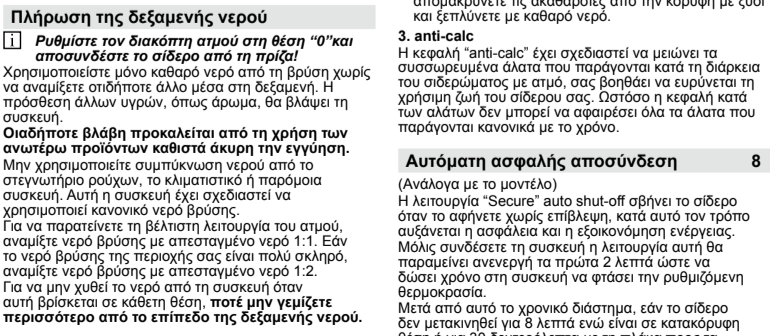 Πλήρωση της δεξαμενής νερού
i Ρυθμίστε τον διακόπτη ατμού στη θέση “0”και
αποσυνδέστε το σίδερο από τη πρίζα!
Χρησιμοποιείστε μόνο καθαρό νερό από τη βρύση χωρίς
να αναμίξετε οτιδήποτε άλλο μέσα στη δεξαμενή. Η
πρόσθεση άλλων υγρών, όπως άρωμα, θα βλάψει τη
συσκευή.
Οιαδήποτε βλάβη προκαλείται από τη χρήση των
ανωτέρω προϊόντων καθιστά άκυρη την εγγύηση.
Μην χρησιμοποιείτε συμπύκνωση νερού από το
στεγνωτήριο ρούχων, το κλιματιστικό ή παρόμοια
συσκευή. Αυτή η συσκευή έχει σχεδιαστεί να
χρησιμοποιεί κανονικό νερό βρύσης.
Για να παρατείνετε τη βέλτιστη λειτουργία του ατμού,
αναμίξτε νερό βρύσης με απεσταγμένο νερό 1:1. Εάν
το νερό βρύσης της περιοχής σας είναι πολύ σκληρό,
αναμίξτε νερό βρύσης με απεσταγμένο νερό 1:2.
Για να μην χυθεί το νερό από τη συσκευή όταν
αυτή βρίσκεται σε κάθετη θέση, ποτέ μην γεμίζετε
περισσότερο από το επίπεδο της δεξαμενής νερού.
απομακρύνετε τις ακαθαρσίες από την κορυφή με ξύδι
και ξεπλύνετε με καθαρό νερό.
3. anti-calc
Η κεφαλή “anti-calc” έχει σχεδιαστεί να μειώνει τα
συσσωρευμένα άλατα που παράγονται κατά τη διάρκεια
του σιδερώματος με ατμό, σας βοηθάει να ευρύνεται τη
χρήσιμη ζωή του σίδερου σας. Ωστόσο η κεφαλή κατά
των αλάτων δεν μπορεί να αφαιρέσει όλα τα άλατα που
παράγονται κανονικά με το χρόνο.
Αυτόματη ασφαλής αποσύνδεση 8
(Ανάλογα με το μοντέλο)
Η λειτουργία “Secure” auto shut-off σβήνει το σίδερο
όταν το αφήνετε χωρίς επίβλεψη, κατά αυτό τον τρόπο
αυξάνεται η ασφάλεια και η εξοικονόμηση ενέργειας.
Μόλις συνδέσετε τη συσκευή η λειτουργία αυτή θα
παραμείνει ανενεργή τα πρώτα 2 λεπτά ώστε να
δώσει χρόνο στη συσκευή να φτάσει την ρυθμιζόμενη
θερμοκρασία.
Μετά από αυτό το χρονικό διάστημα, εάν το σίδερο
δεν μετακινηθεί για 8 λεπτά ενώ είναι σε κατακόρυφη